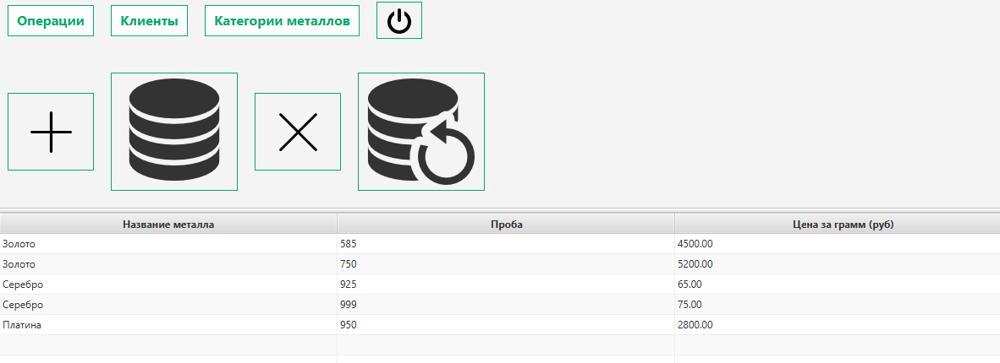 Операции Клиенты Категории металлов
Название металла Проба Цена за грамм (руб)
Золото 585 4500.00
Золото 750 5200.00
Серебро 925 65.00
Серебро 999 75.00
Платина 950 2800.00